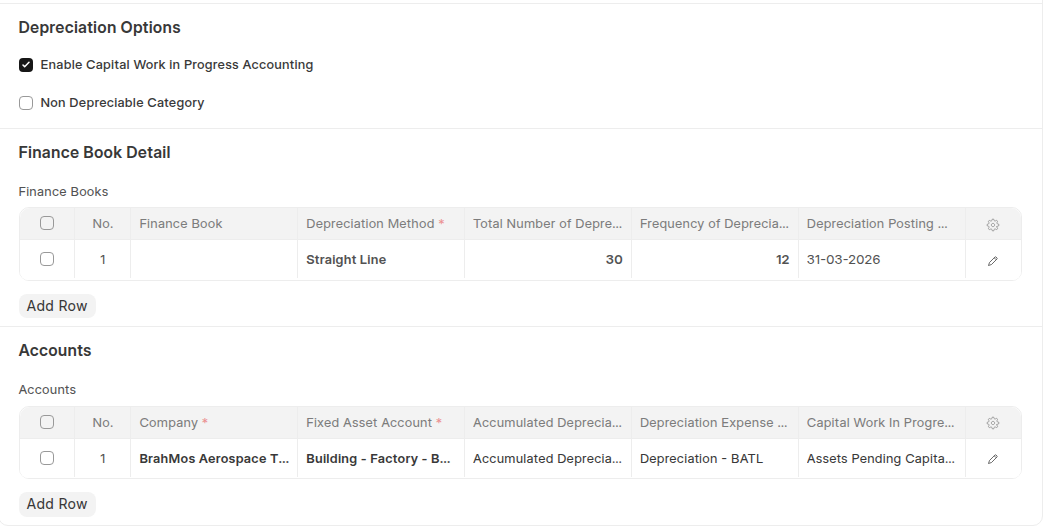 Depreciation Options
Enable Capital Work in Progress Accounting
Non Depreciable Category
Finance Book Detail
Finance Books
No. Finance Book Depreciation Method * Total Number of Depre... Frequency of Deprecia... Depreciation Posting ...
1 Straight Line 30 12 31-03-2026
Add Row
Accounts
Accounts
No. Company * Fixed Asset Account * Accumulated Deprecia... Depreciation Expense ... Capital Work In Progre...
1 BrahMos Aerospace T... Building - Factory - B... Accumulated Deprecia... Depreciation - BATL Assets Pending Capita...
Add Row